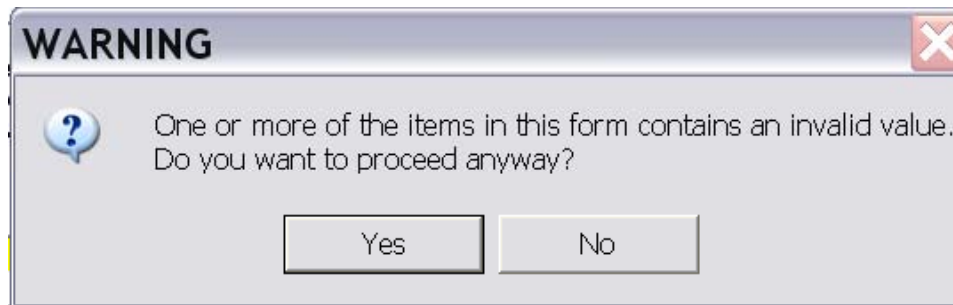 WARNING
One or more of the items in this form contains an invalid value.
Do you want to proceed anyway?
Yes
No